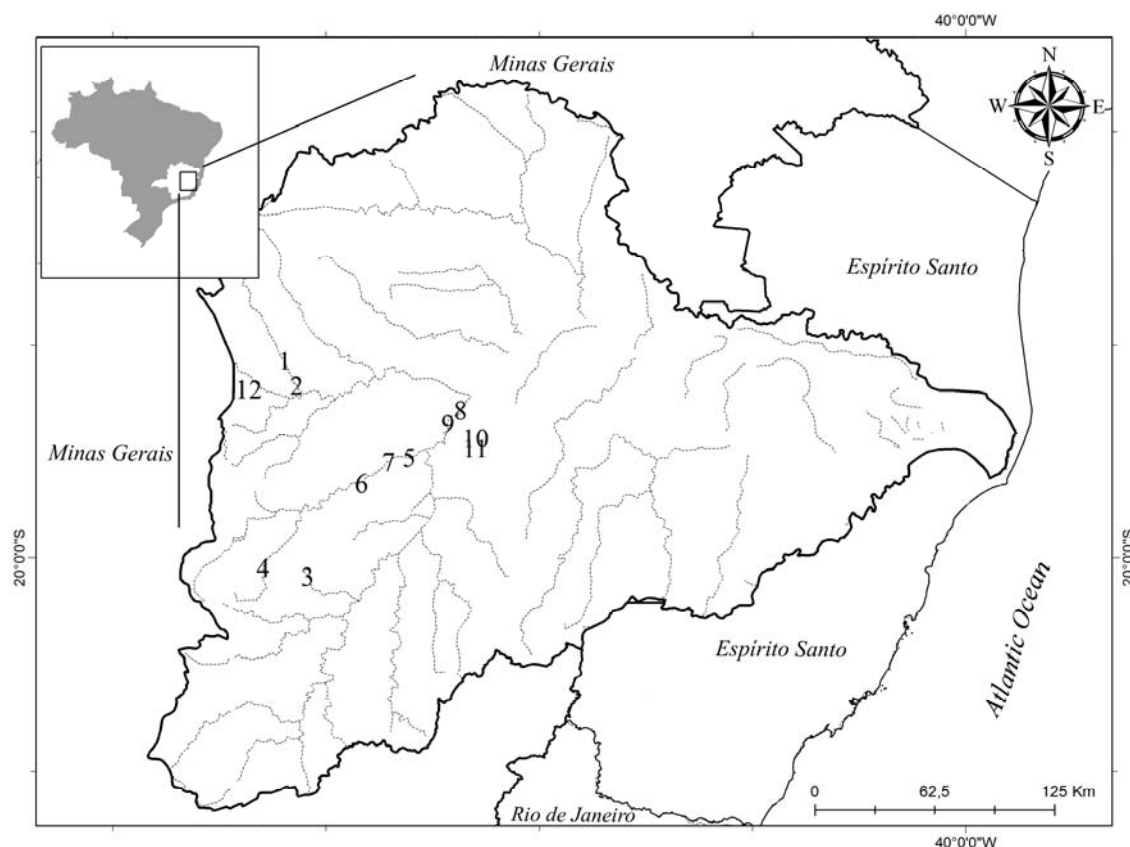 40°0'0"W
Minas Gerais
N
W
E
S
Espírito Santo
1
12
2
8
9
10
11
Minas Gerais
7
5
6
20°0'0"S
20°0'0"S
4
3
Espírito Santo
Atlantic Ocean
0
62,5
125 Km
Rio de Janeiro
40°0'0"W